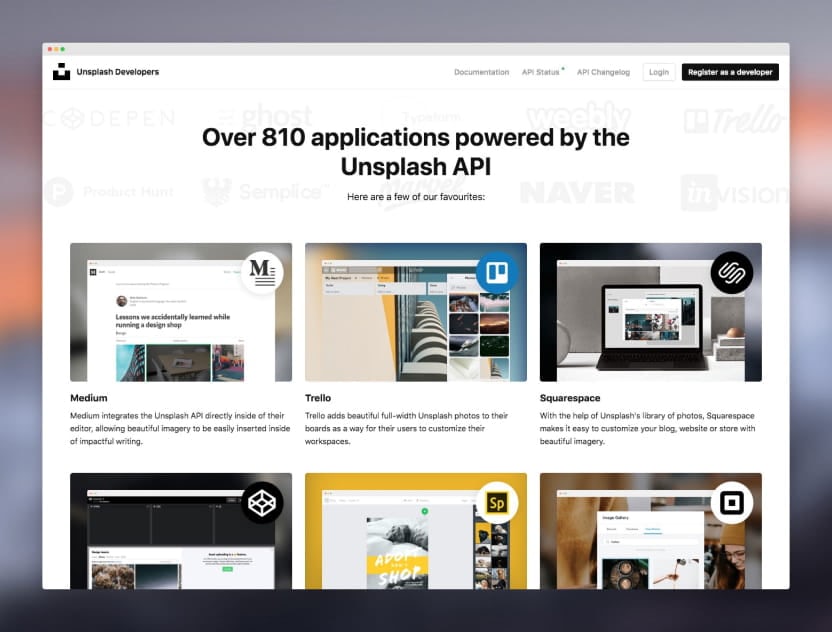 Unsplash Developers
Documentation API Status API Changelog Login Register as a developer
CODEPEN ghost Typeform weebly Trello
Over 810 applications powered by the
Unsplash API
Product Hunt Semplice Marvel NAVER inVISION
Here are a few of our favourites:
M
Lessons we accidentally learned while
running a design shop
Design
My New Project
Medium
Trello
Squarespace
Medium integrates the Unsplash API directly inside of their
editor, allowing beautiful imagery to be easily inserted inside
of impactful writing.
Trello adds beautiful full-width Unsplash photos to their
boards as a way for their users to customize their
workspaces.
With the help of Unsplash's library of photos, Squarespace
makes it easy to customize your blog, website or store with
beautiful imagery.
Sp
ADOPT
DON'T
SHOP
Image Gallery